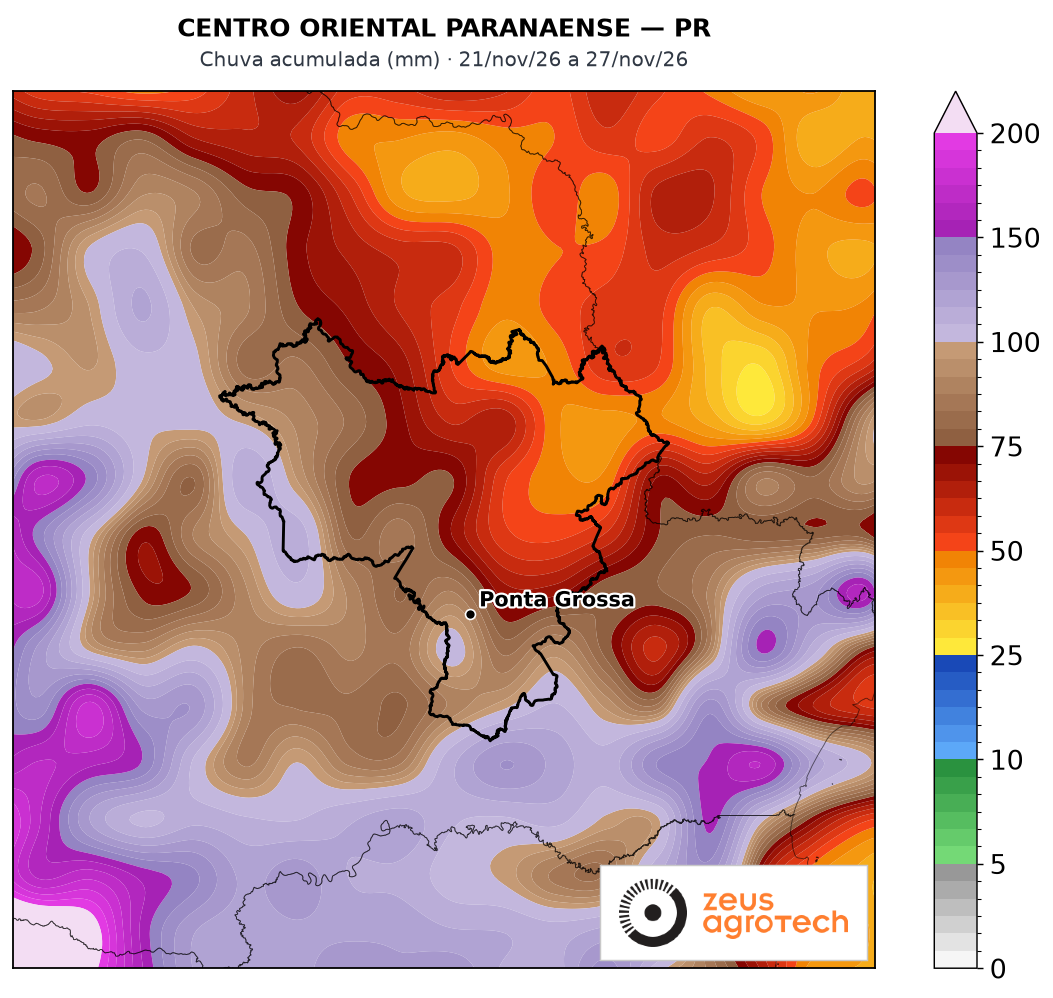 CENTRO ORIENTAL PARANAENSE — PR
Chuva acumulada (mm) · 21/nov/26 a 27/nov/26
200
150
100
75
50
25
10
5
0
Ponta Grossa
zeus
agrotech